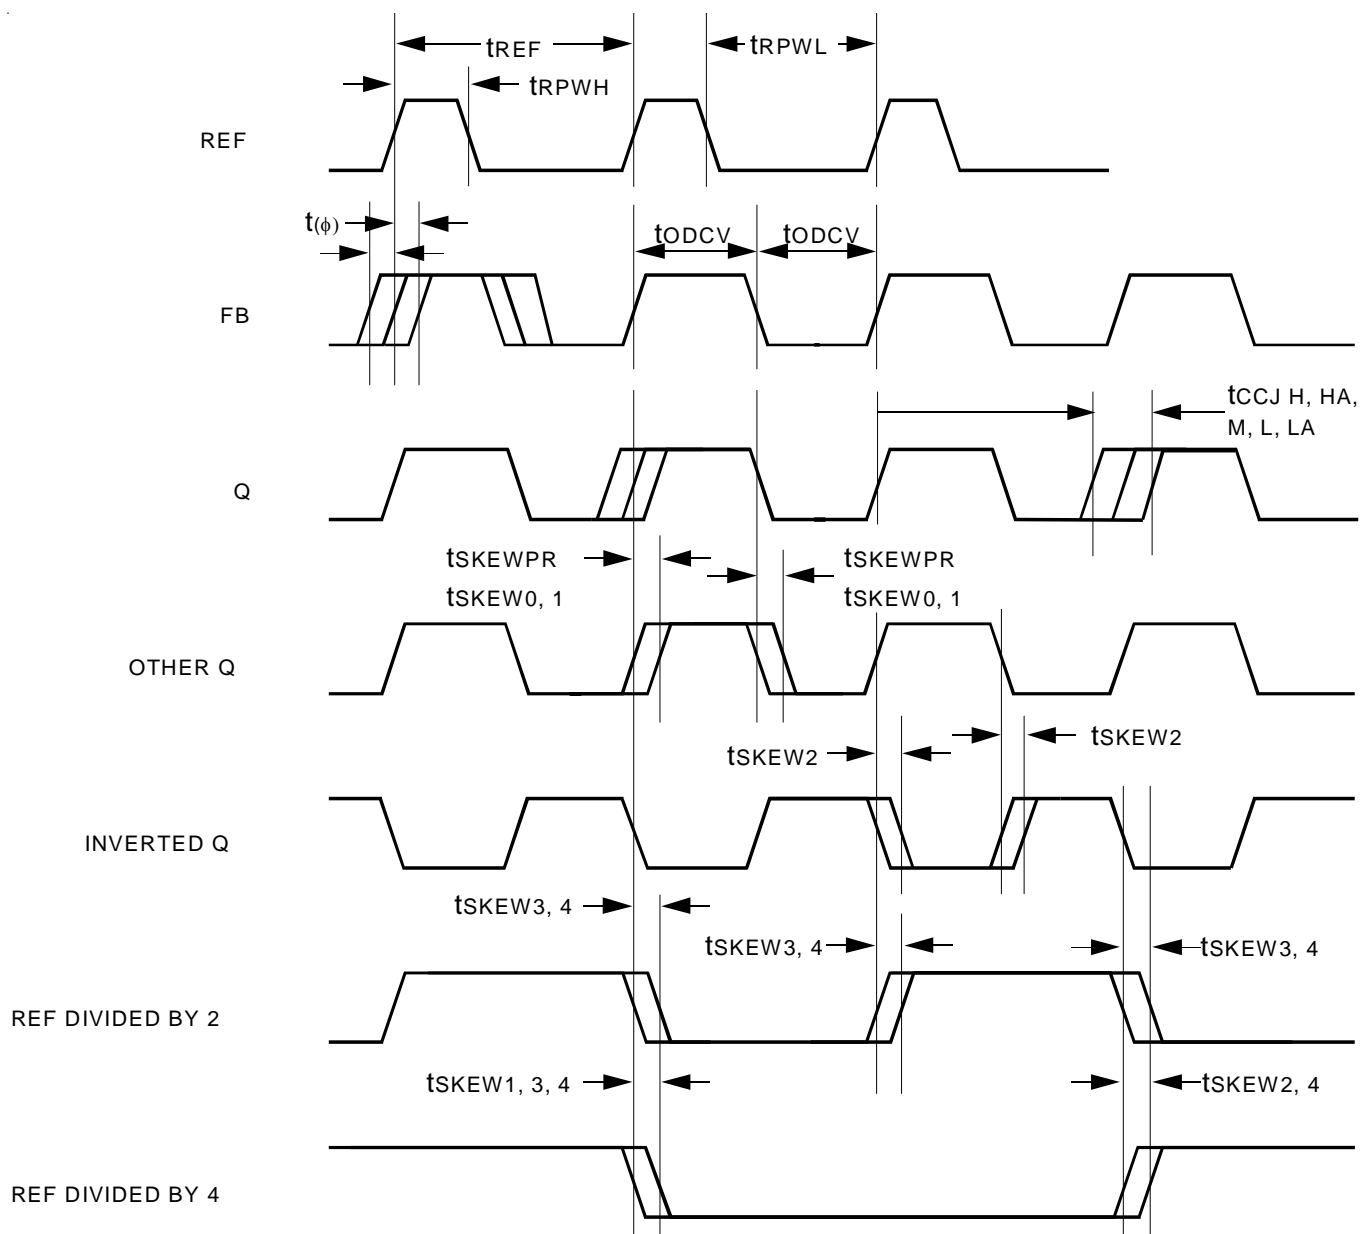 tREF
tRPWL
tRPWH
REF
t(ϕ)
tODCV
tODCV
FB
tCCJ H, HA,
M, L, LA
Q
tSKEWPR
tSKEW0, 1
tSKEWPR
tSKEW0, 1
OTHER Q
tSKEW2
tSKEW2
INVERTED Q
tSKEW3, 4
tSKEW3, 4
tSKEW3, 4
REF DIVIDED BY 2
tSKEW1, 3, 4
tSKEW2, 4
REF DIVIDED BY 4